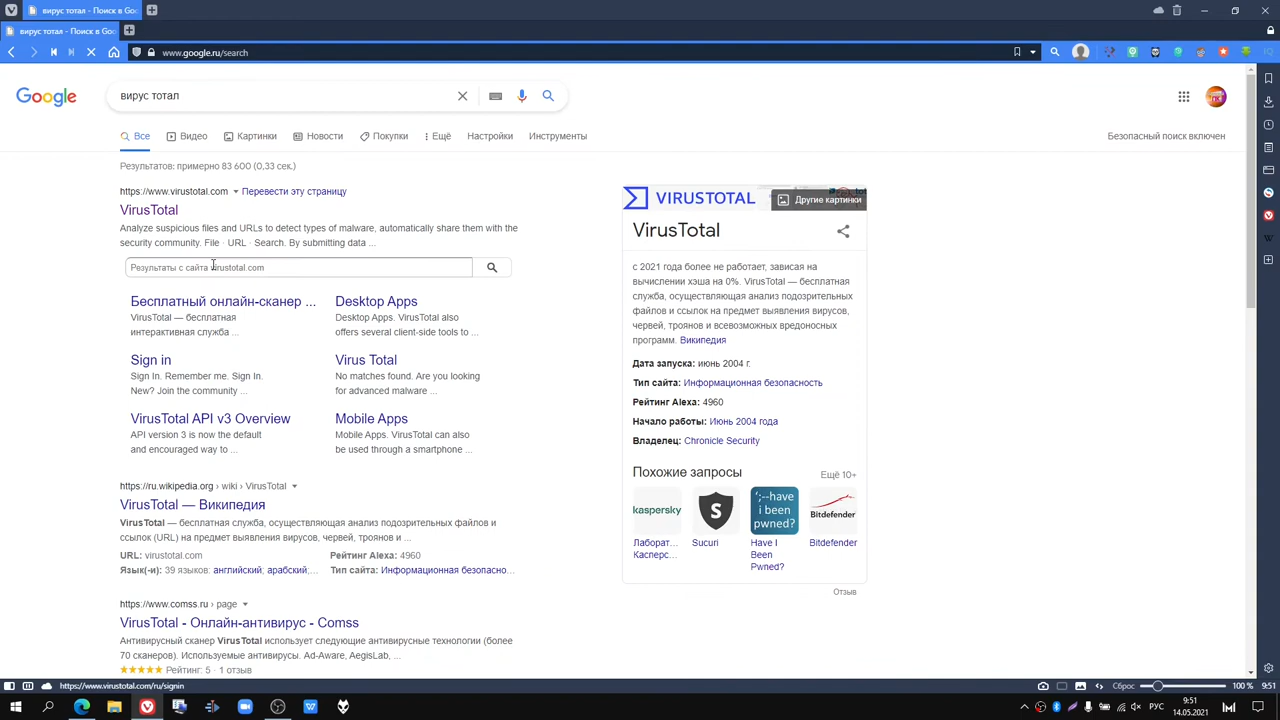 вирус тотал - Поиск в Goo
вирус тотал - Поиск в Goo
www.google.ru/search
Google
вирус тотал
Все
Видео
Картинки
Новости
Покупки
Ещё
Настройки
Инструменты
Безопасный поиск включен
Результатов: примерно 83 600 (0,33 сек.)
https://www.virustotal.com Перевести эту страницу
VirusTotal
Analyze suspicious files and URLs to detect types of malware, automatically share them with the
security community. File · URL · Search. By submitting data ...
Результаты с сайта virustotal.com
Бесплатный онлайн-сканер ...
VirusTotal — бесплатная
интерактивная служба ...
Desktop Apps
Desktop Apps. VirusTotal also
offers several client-side tools to ...
Sign in
Sign In. Remember me. Sign In.
New? Join the community ...
Virus Total
No matches found. Are you looking
for advanced malware ...
VirusTotal API v3 Overview
API version 3 is now the default
and encouraged way to ...
Mobile Apps
Mobile Apps. VirusTotal can also
be used through a smartphone ...
https://ru.wikipedia.org › wiki › VirusTotal
VirusTotal — Википедия
VirusTotal — бесплатная служба, осуществляющая анализ подозрительных файлов и
ссылок (URL) на предмет выявления вирусов, червей, троянов и ...
URL: virustotal.com
Рейтинг Alexa: 4960
Язык(-и): 39 языков: английский; арабский;...
Тип сайта: Информационная безопасно...
https://www.comss.ru › page
VirusTotal - Онлайн-антивирус - Comss
Антивирусный сканер VirusTotal использует следующие антивирусные технологии (более
70 сканеров). Используемые антивирусы. Ad-Aware, AegisLab, ...
Рейтинг: 5 · 1 отзыв
VIRUSTOTAL
Другие картинки
VirusTotal
с 2021 года более не работает, зависая на
вычислении хэша на 0%. VirusTotal — бесплатная
служба, осуществляющая анализ подозрительных
файлов и ссылок на предмет выявления вирусов,
червей, троянов и всевозможных вредоносных
программ. Википедия
Дата запуска: июнь 2004 г.
Тип сайта: Информационная безопасность
Рейтинг Alexa: 4960
Начало работы: Июнь 2004 года
Владелец: Chronicle Security
Похожие запросы
Ещё 10+
kaspersky
S
';--have
i been
pwned?
Bitdefender
Лаборат...
Касперс...
Sucuri
Have I
Been
Pwned?
Bitdefender
Отзыв
https://www.virustotal.com/ru/signin
Сброс
100 %
9:51
РУС
9:51
14.05.2021